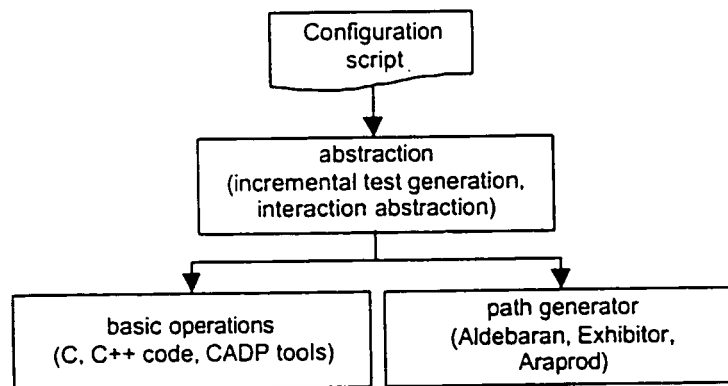 Configuration
script
abstraction
(incremental test generation,
interaction abstraction)
basic operations
(C, C++ code, CADP tools)
path generator
(Aldebaran, Exhibitor,
Araprod)